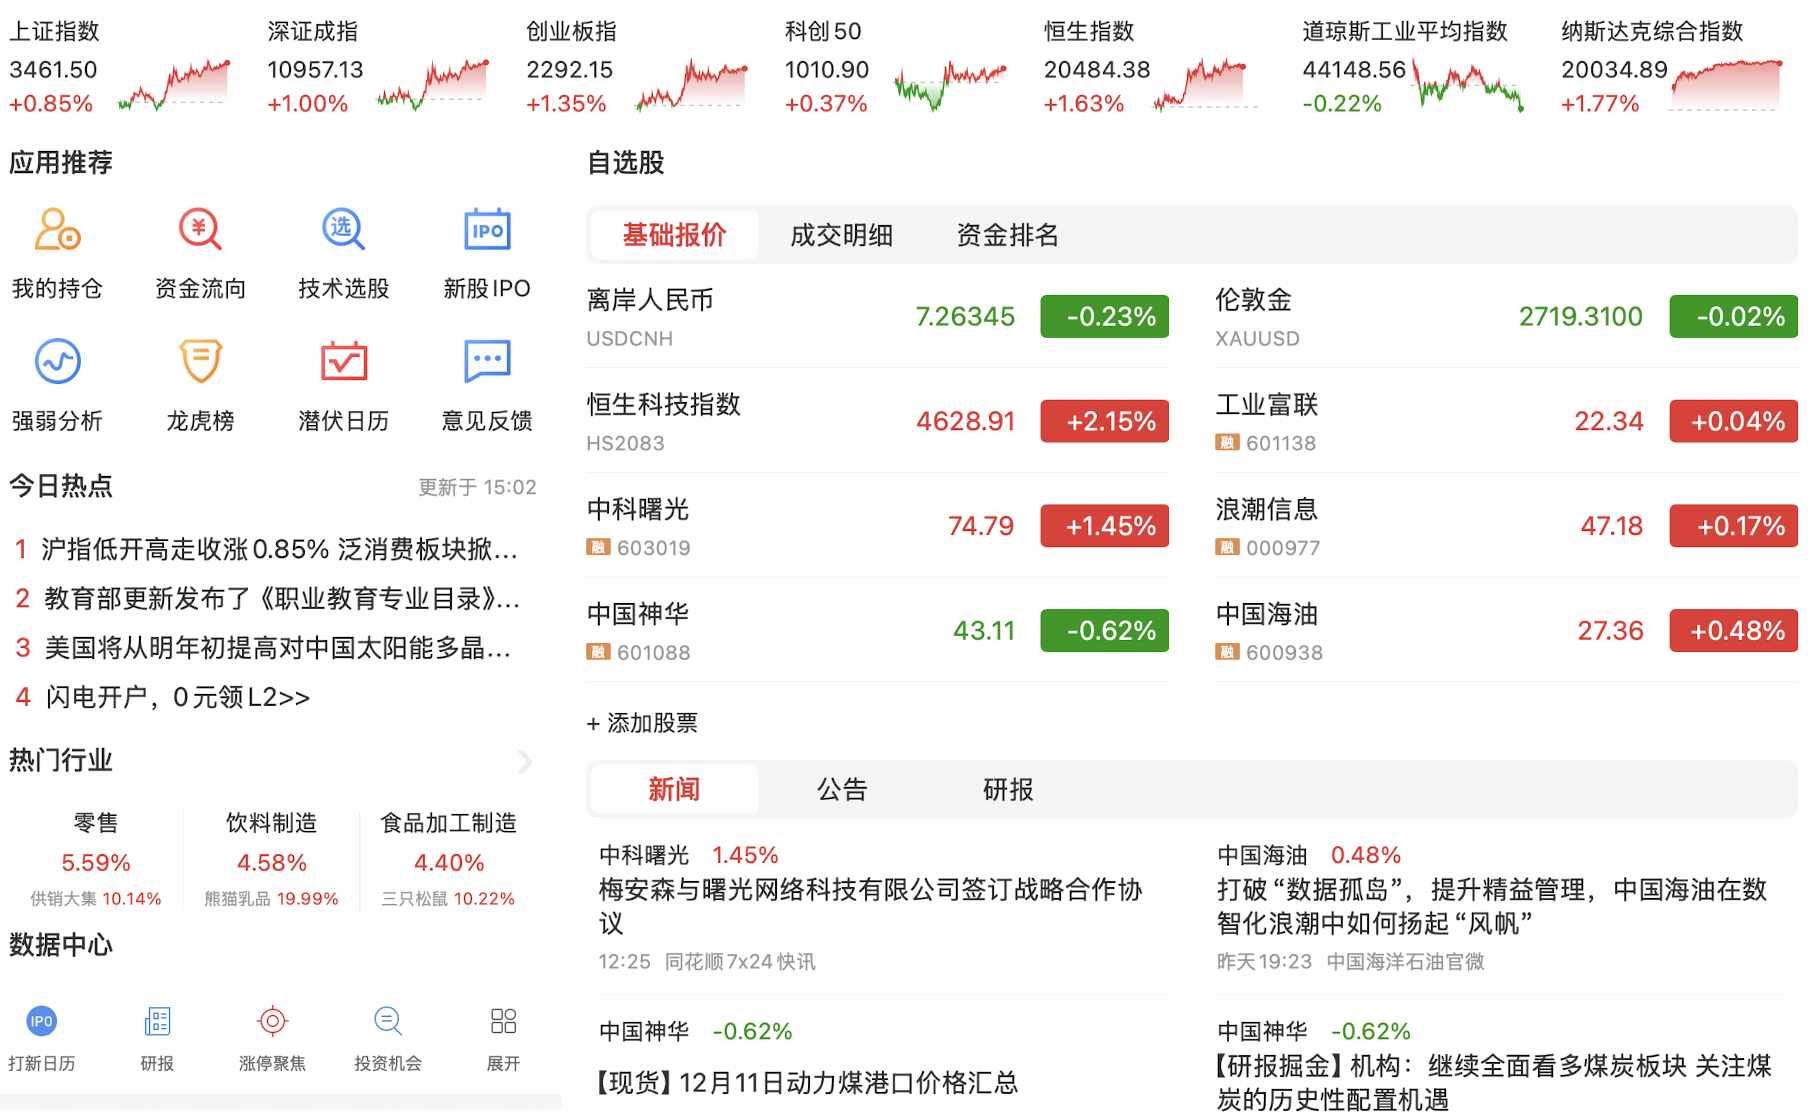 上证指数
3461.50
+0.85%
深证成指
10957.13
+1.00%
创业板指
2292.15
+1.35%
科创50
1010.90
+0.37%
恒生指数
20484.38
+1.63%
道琼斯工业平均指数
44148.56
-0.22%
纳斯达克综合指数
20034.89
+1.77%
应用推荐
我的持仓
¥
资金流向
选
技术选股
IPO
新股IPO
强弱分析
龙虎榜
潜伏日历
意见反馈
今日热点
更新于 15:02
1 沪指低开高走收涨0.85% 泛消费板块掀...
2 教育部更新发布了《职业教育专业目录》...
3 美国将从明年初提高对中国太阳能多晶...
4 闪电开户，0元领L2>>
热门行业
零售
5.59%
供销大集 10.14%
饮料制造
4.58%
熊猫乳品 19.99%
食品加工制造
4.40%
三只松鼠 10.22%
数据中心
IPO
打新日历
研报
涨停聚焦
投资机会
展开
自选股
基础报价 成交明细 资金排名
离岸人民币
USDCNH
7.26345
-0.23%
伦敦金
XAUUSD
2719.3100
-0.02%
恒生科技指数
HS2083
4628.91
+2.15%
工业富联
融 601138
22.34
+0.04%
中科曙光
融 603019
74.79
+1.45%
浪潮信息
融 000977
47.18
+0.17%
中国神华
融 601088
43.11
-0.62%
中国海油
融 600938
27.36
+0.48%
+ 添加股票
新闻 公告 研报
中科曙光 1.45%
梅安森与曙光网络科技有限公司签订战略合作协
议
12:25 同花顺7x24快讯
中国海油 0.48%
打破“数据孤岛”，提升精益管理，中国海油在数
智化浪潮中如何扬起“风帆”
昨天19:23 中国海洋石油官微
中国神华 -0.62%
【现货】12月11日动力煤港口价格汇总
中国神华 -0.62%
【研报掘金】机构：继续全面看多煤炭板块 关注煤
炭的历史性配置机遇